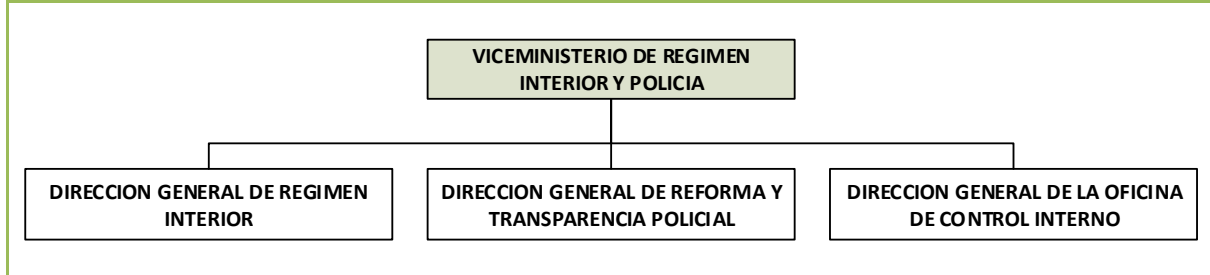 VICEMINISTERIO DE REGIMEN
INTERIOR Y POLICIA
DIRECCION GENERAL DE REGIMEN
INTERIOR
DIRECCION GENERAL DE REFORMA Y
TRANSPARENCIA POLICIAL
DIRECCION GENERAL DE LA OFICINA
DE CONTROL INTERNO